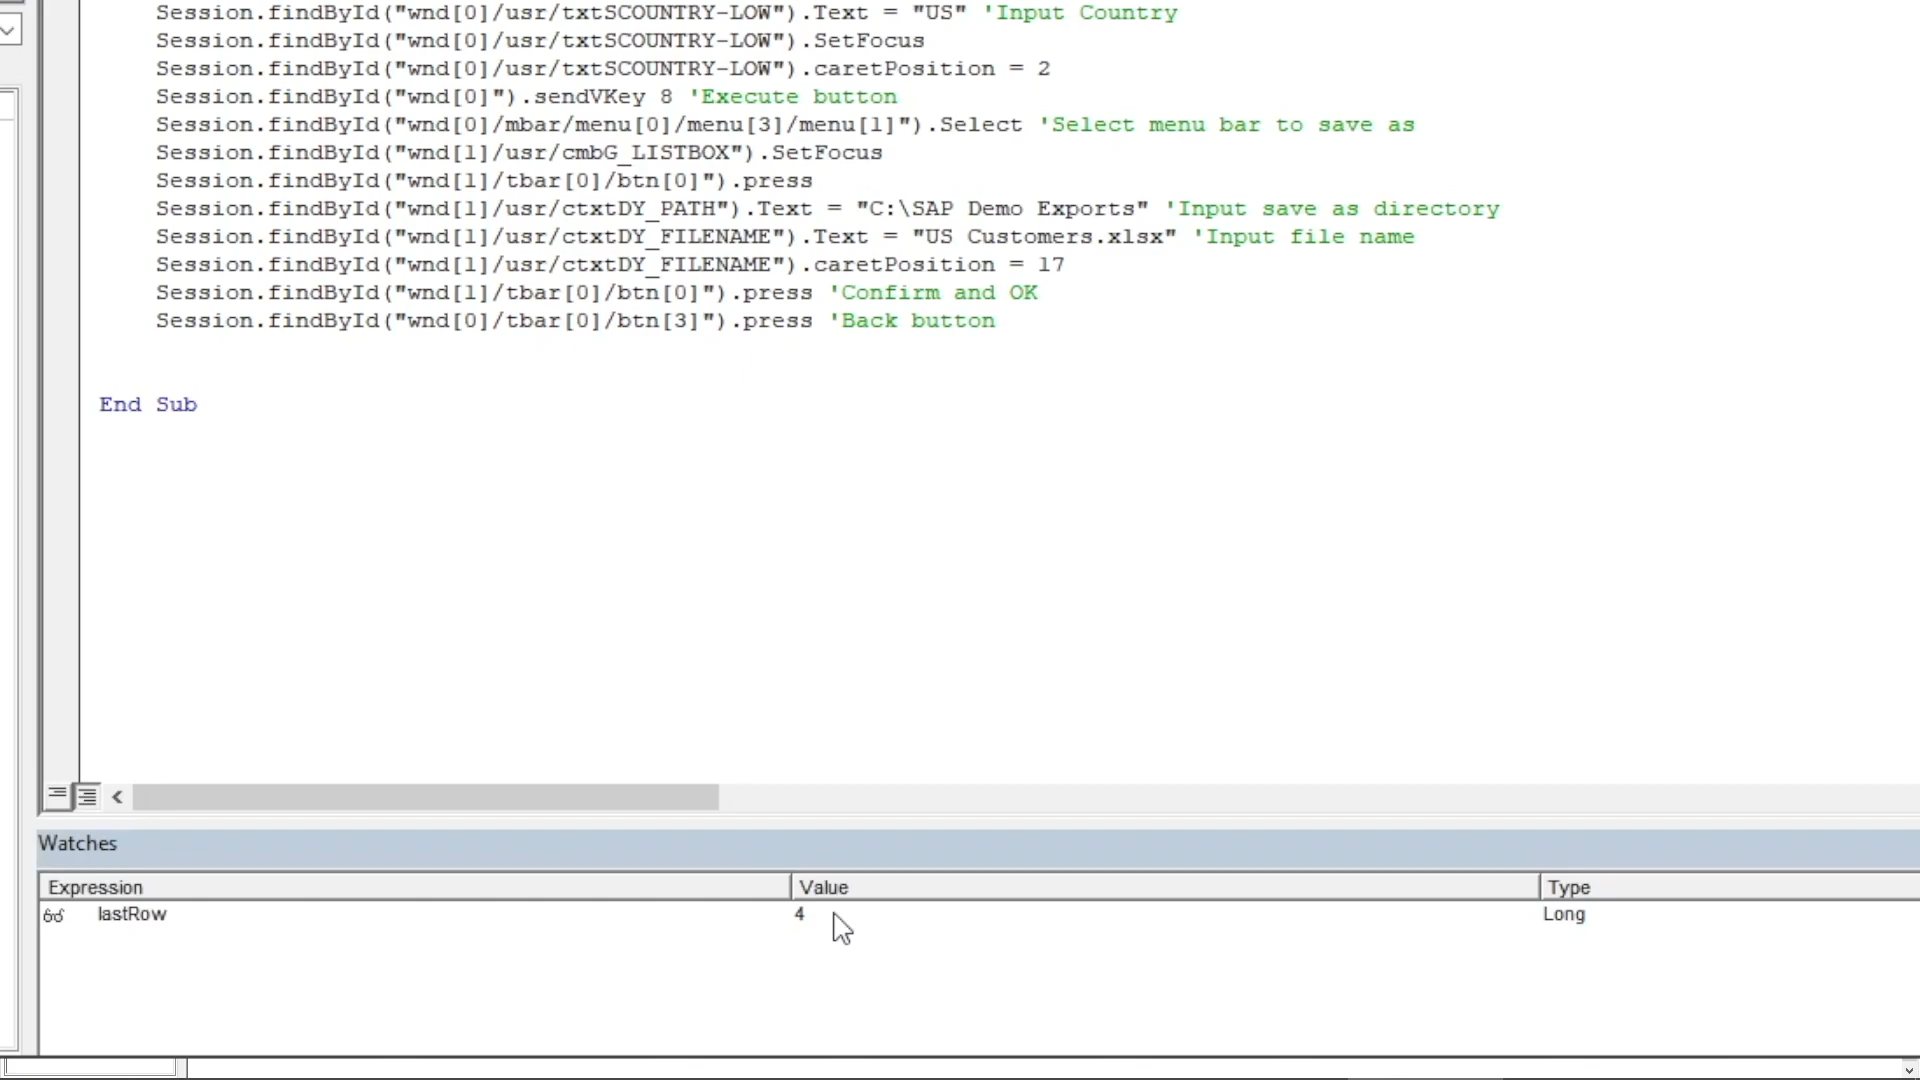 Session.findById("wnd[0]/usr/txtSCOUNTRY-LOW").Text = "US" 'Input Country
Session.findById("wnd[0]/usr/txtSCOUNTRY-LOW").SetFocus
Session.findById("wnd[0]/usr/txtSCOUNTRY-LOW").caretPosition = 2
Session.findById("wnd[0]").sendVKey 8 'Execute button
Session.findById("wnd[0]/mbar/menu[0]/menu[3]/menu[1]").Select 'Select menu bar to save as
Session.findById("wnd[1]/usr/cmbG_LISTBOX").SetFocus
Session.findById("wnd[1]/tbar[0]/btn[0]").press
Session.findById("wnd[1]/usr/ctxtDY_PATH").Text = "C:\SAP Demo Exports" 'Input save as directory
Session.findById("wnd[1]/usr/ctxtDY_FILENAME").Text = "US Customers.xlsx" 'Input file name
Session.findById("wnd[1]/usr/ctxtDY_FILENAME").caretPosition = 17
Session.findById("wnd[1]/tbar[0]/btn[0]").press 'Confirm and OK
Session.findById("wnd[0]/tbar[0]/btn[3]").press 'Back button
End Sub
Watches
Expression Value Type
lastRow 4 Long